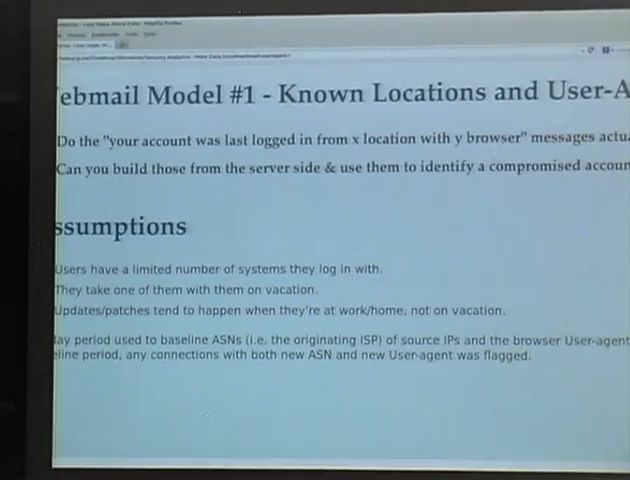 ebmail Model #1 - Known Locations and User-A
Do the "your account was last logged in from x location with y browser" messages actu
Can you build those from the server side & use them to identify a compromised accoun
ssumptions
Users have a limited number of systems they log in with.
They take one of them with them on vacation.
Updates/patches tend to happen when they're at work/home, not on vacation.
lay period used to baseline ASNs (i.e. the originating ISP) of source IPs and the browser User-agent
eline period, any connections with both new ASN and new User-agent was flagged.